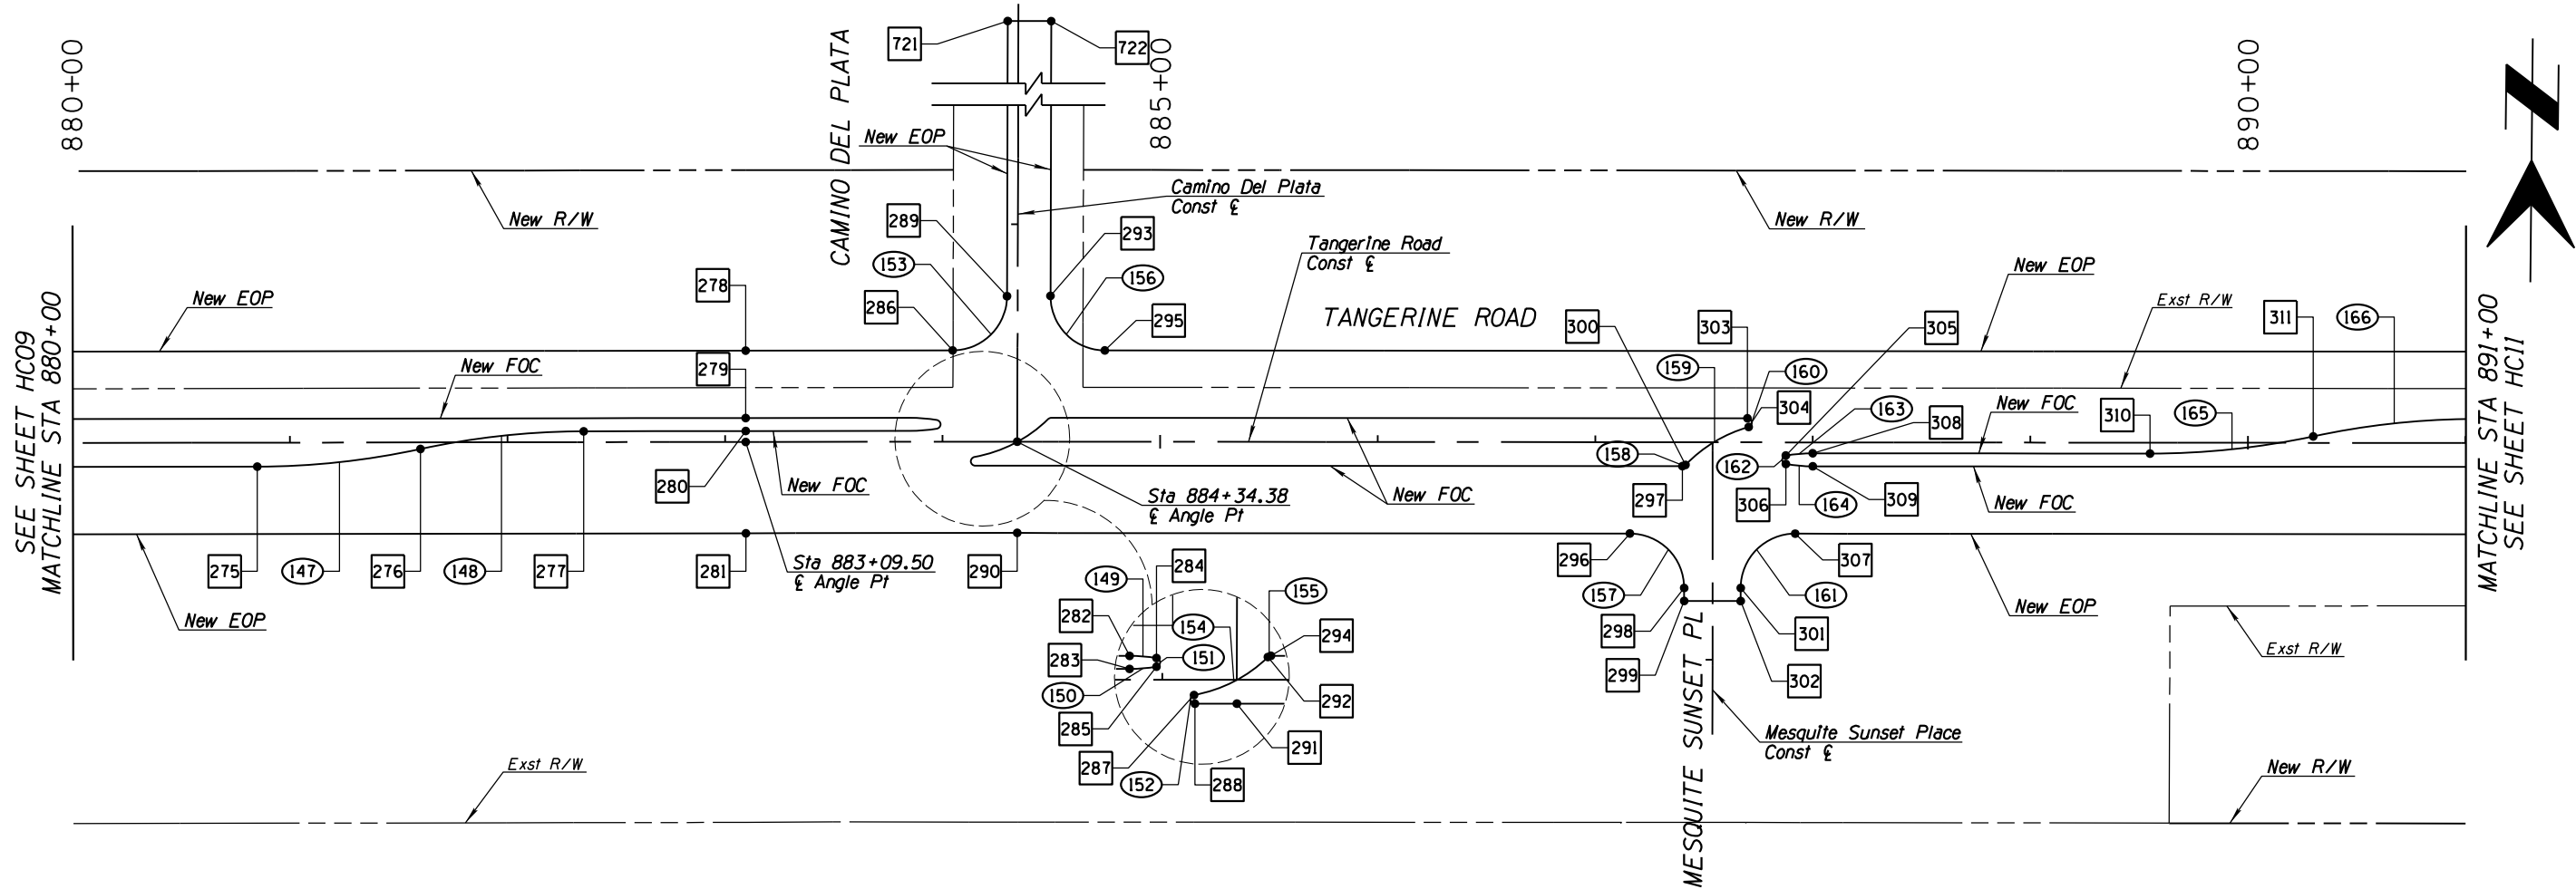 880+00
CAMINO DEL PLATA
721
722
885+00
890+00
New EOP
Camino Del Plata
Const ℄
New R/W
New R/W
289
293
153
156
278
286
295
Tangerine Road
Const ℄
TANGERINE ROAD
New EOP
New EOP
Exst R/W
300
303
305
311
166
SEE SHEET HC09
MATCHLINE STA 880+00
MATCHLINE STA 891+00
SEE SHEET HC11
New FOC
279
159
160
304
163
308
New FOC
310
165
280
New FOC
Sta 884+34.38
℄ Angle Pt
New FOC
158
297
162
306
164
309
New FOC
275
147
276
148
277
281
Sta 883+09.50
℄ Angle Pt
290
296
307
157
161
New EOP
New EOP
149
284
155
282
154
294
283
151
150
292
285
291
287
152
288
298
301
299
302
MESQUITE SUNSET PL
Mesquite Sunset Place
Const ℄
Exst R/W
Exst R/W
New R/W